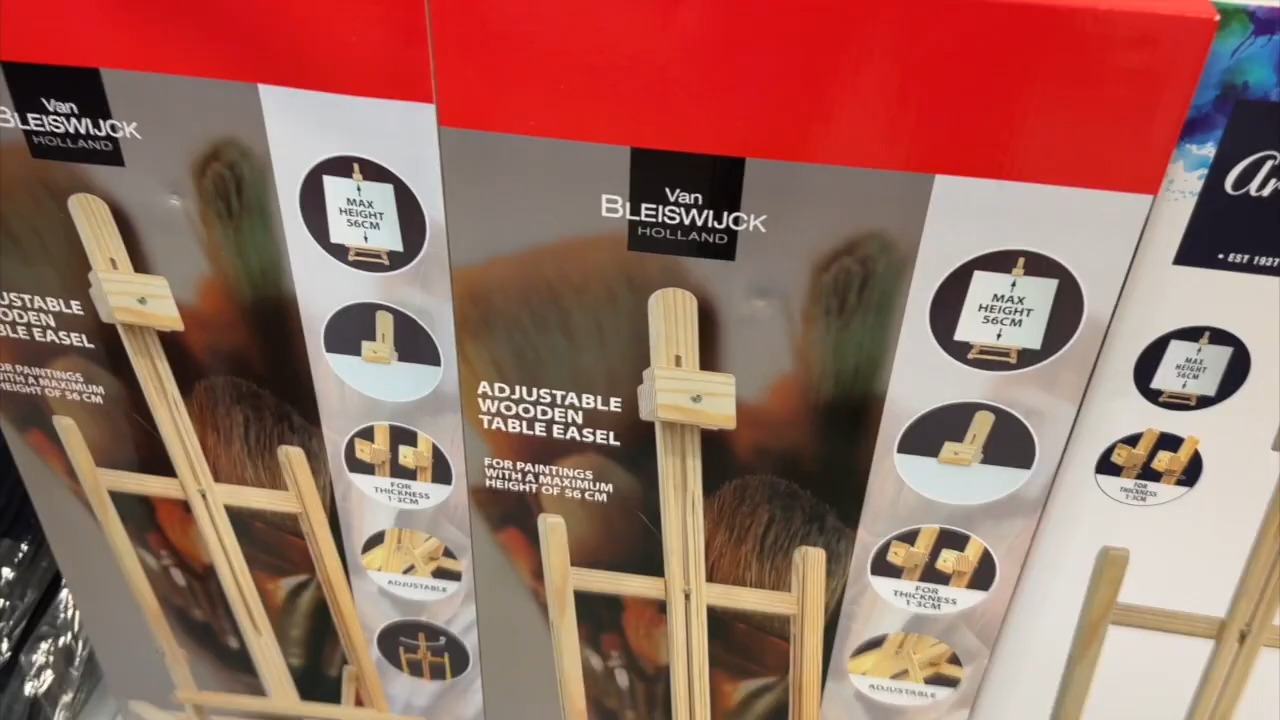 Van
BLEISWIJCK
HOLLAND
MAX
HEIGHT
56CM
USTABLE
ODEN
BLE EASEL
OR PAINTINGS
WITH A MAXIMUM
HEIGHT OF 56 CM
FOR
THICKNESS
1-3CM
ADJUSTABLE
Van
BLEISWIJCK
HOLLAND
ADJUSTABLE
WOODEN
TABLE EASEL
FOR PAINTINGS
WITH A MAXIMUM
HEIGHT OF 56 CM
MAX
HEIGHT
56CM
FOR
THICKNESS
1-3CM
ADJUSTABLE
• EST 1937
MAX
HEIGHT
56CM
FOR
THICKNESS
1-3CM